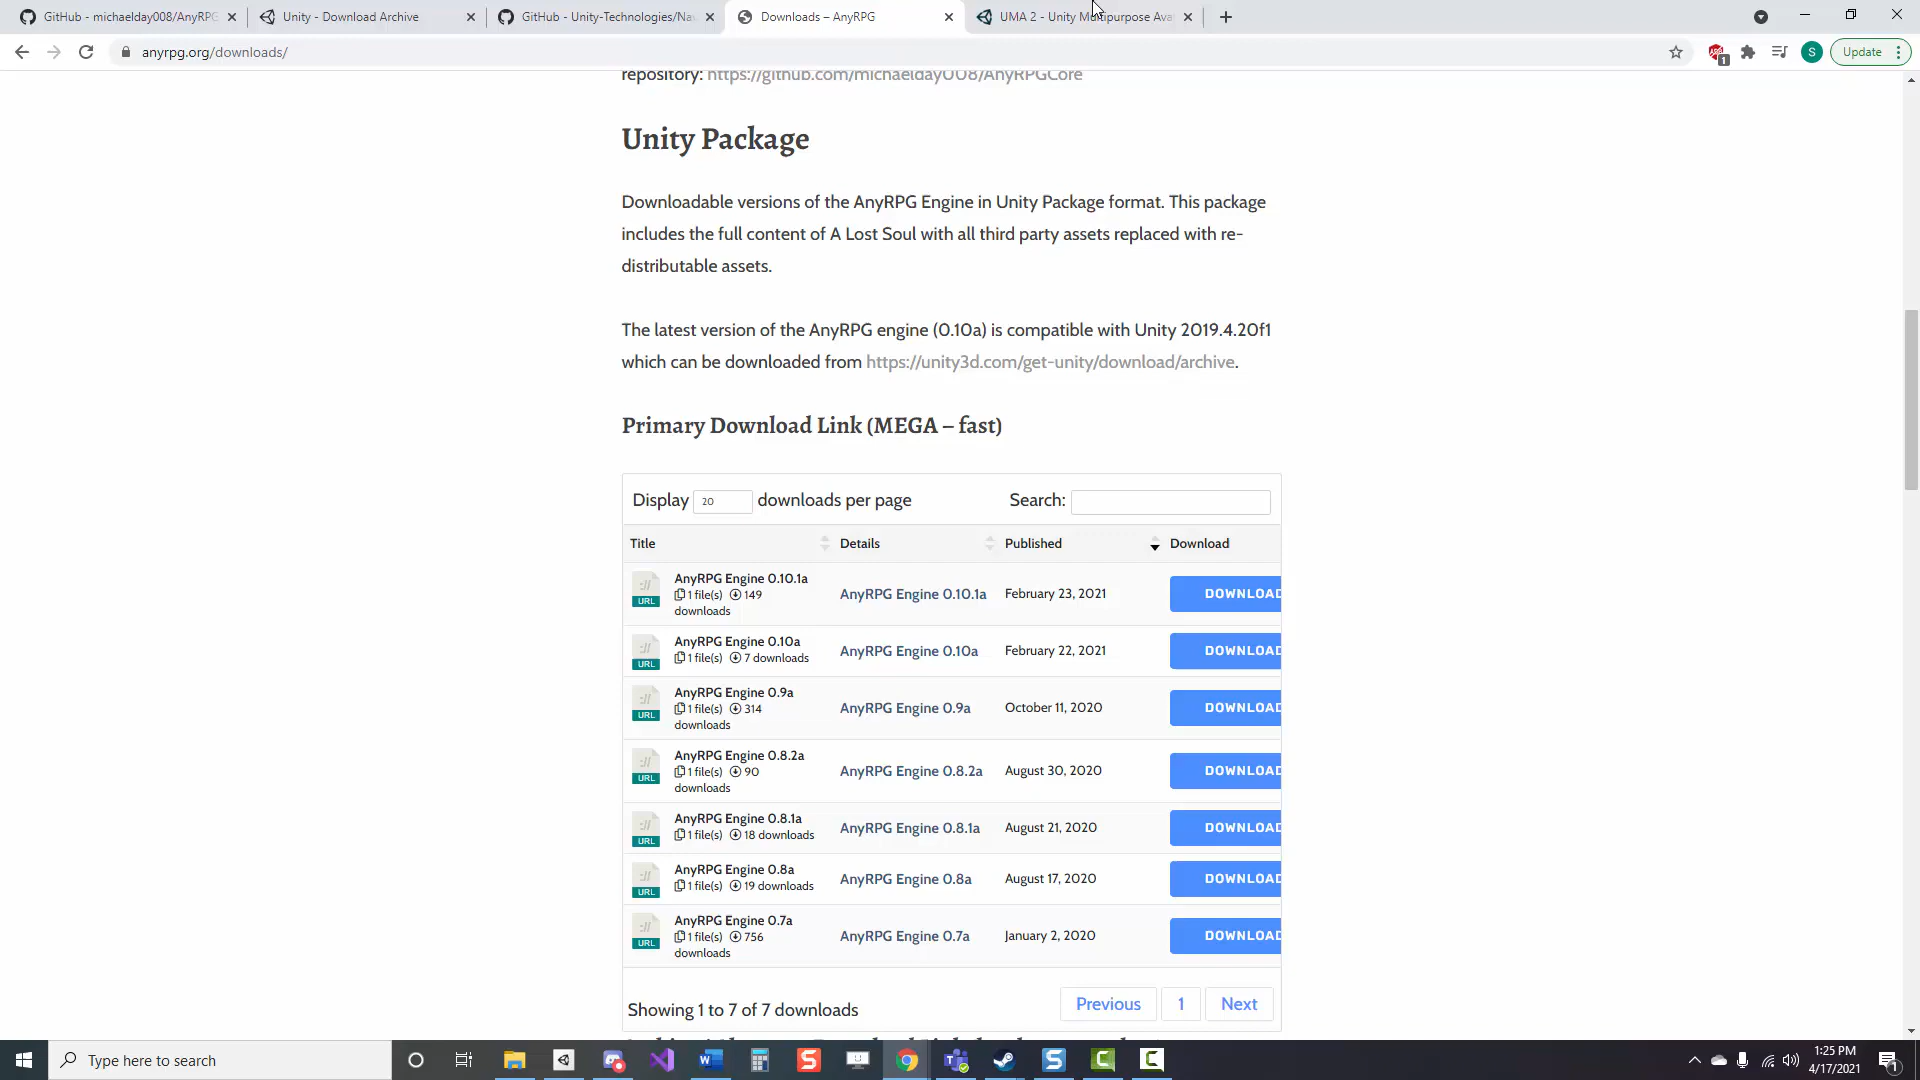 GitHub - michaelday008/AnyRPG
Unity - Download Archive
GitHub - Unity-Technologies/Nav
Downloads – AnyRPG
UMA 2 - Unity Multipurpose Ava
anyrpg.org/downloads/
S
Update
1
repository: https://github.com/michaelday008/AnyRPGCore
Unity Package
Downloadable versions of the AnyRPG Engine in Unity Package format. This package
includes the full content of A Lost Soul with all third party assets replaced with re-
distributable assets.
The latest version of the AnyRPG engine (0.10a) is compatible with Unity 2019.4.20f1
which can be downloaded from https://unity3d.com/get-unity/download/archive.
Primary Download Link (MEGA – fast)
Display 20 downloads per page Search:
Title Details Published Download
URL AnyRPG Engine 0.10.1a 1 file(s) 149 downloads AnyRPG Engine 0.10.1a February 23, 2021 DOWNLOAD
URL AnyRPG Engine 0.10a 1 file(s) 7 downloads AnyRPG Engine 0.10a February 22, 2021 DOWNLOAD
URL AnyRPG Engine 0.9a 1 file(s) 314 downloads AnyRPG Engine 0.9a October 11, 2020 DOWNLOAD
URL AnyRPG Engine 0.8.2a 1 file(s) 90 downloads AnyRPG Engine 0.8.2a August 30, 2020 DOWNLOAD
URL AnyRPG Engine 0.8.1a 1 file(s) 18 downloads AnyRPG Engine 0.8.1a August 21, 2020 DOWNLOAD
URL AnyRPG Engine 0.8a 1 file(s) 19 downloads AnyRPG Engine 0.8a August 17, 2020 DOWNLOAD
URL AnyRPG Engine 0.7a 1 file(s) 756 downloads AnyRPG Engine 0.7a January 2, 2020 DOWNLOAD
Showing 1 to 7 of 7 downloads Previous 1 Next
Type here to search
1:25 PM
4/17/2021
1